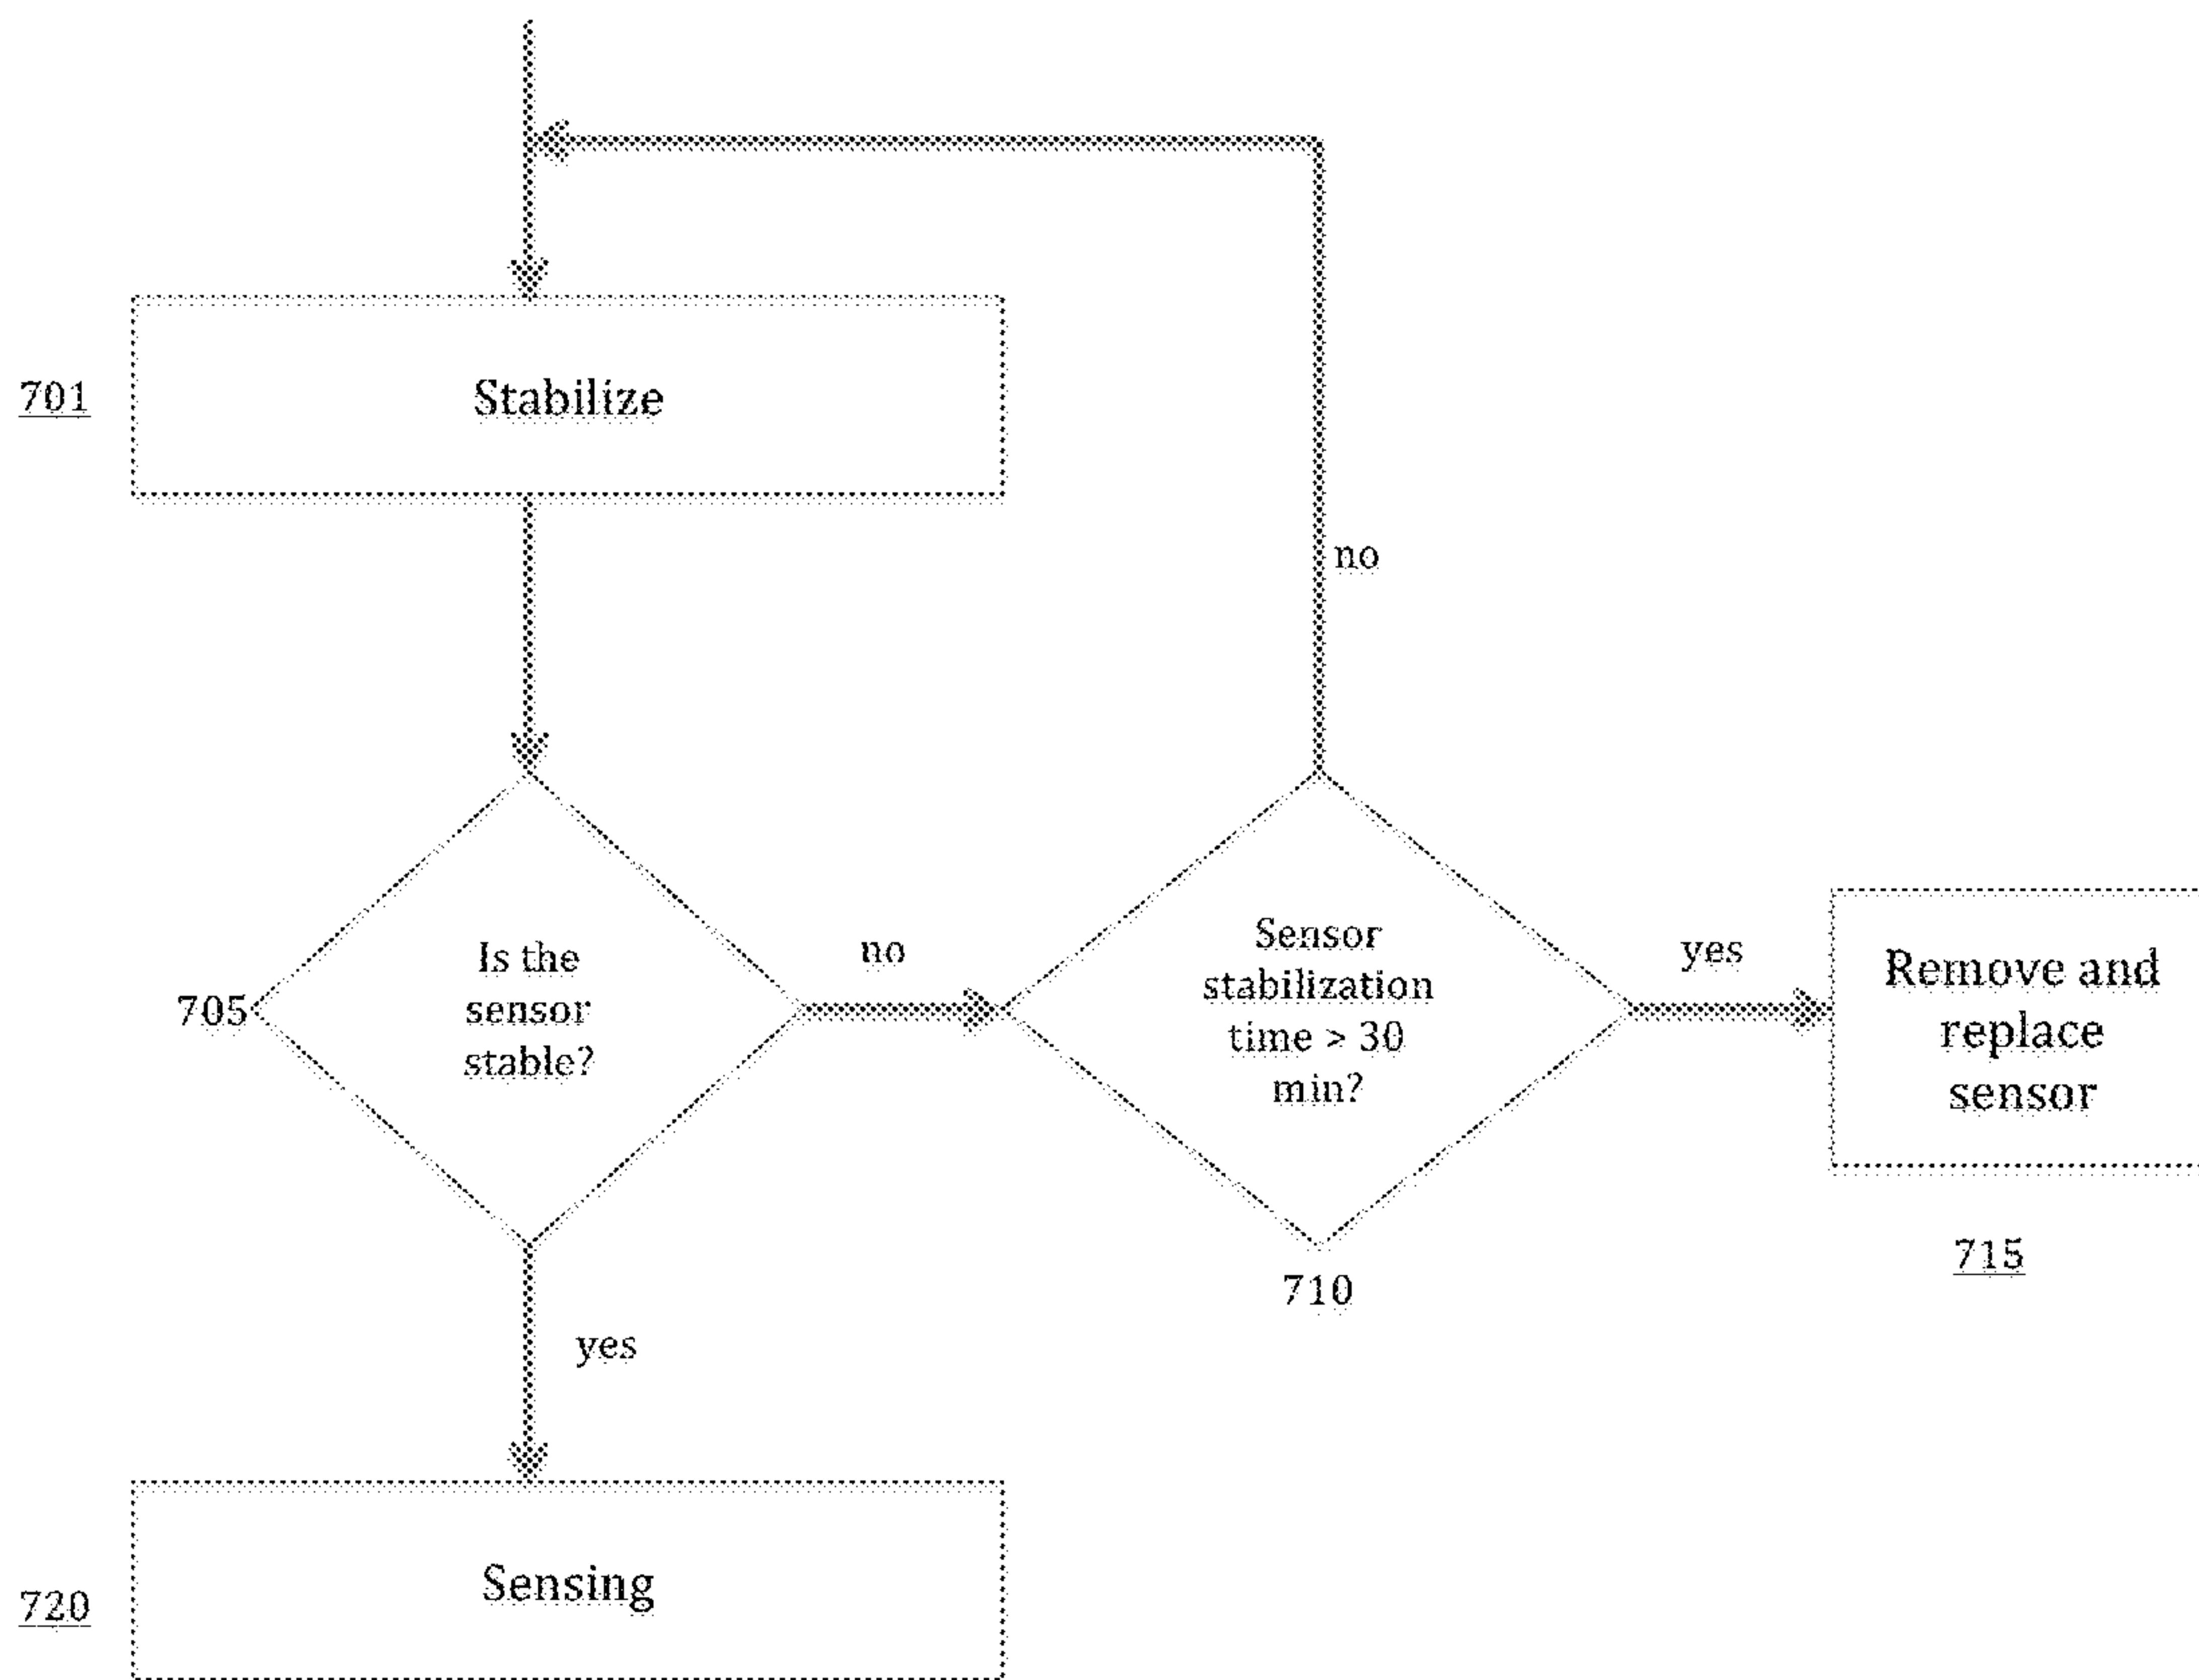 701
Stabilize
no
705
Is the
sensor
stable?
no
Sensor
stabilization
time > 30
min?
yes
Remove and
replace
sensor
710
715
yes
720
Sensing